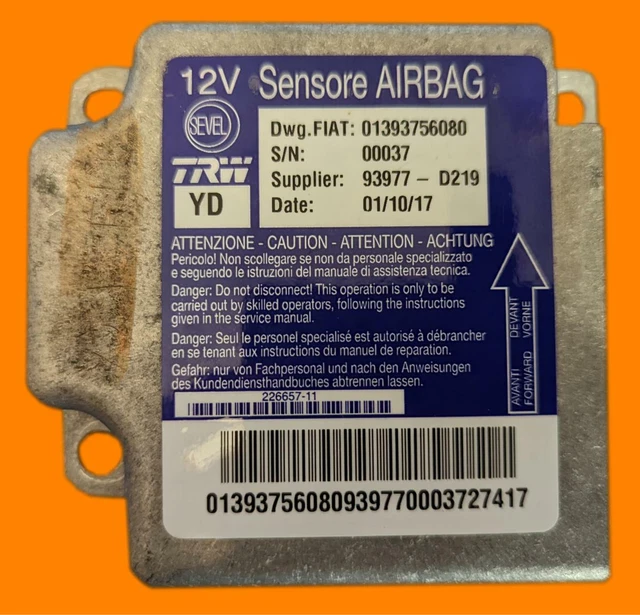 12V Sensore AIRBAG
SEVEL
Dwg.FIAT: 01393756080
S/N: 00037
Supplier: 93977 - D219
Date: 01/10/17
TRW
YD
ATTENZIONE - CAUTION - ATTENTION - ACHTUNG
Pericolo! Non scollegare se non da personale specializzato
e seguendo le istruzioni del manuale di assistenza tecnica.
Danger: Do not disconnect! This operation is only to be
carried out by skilled operators, following the instructions
given in the service manual.
Danger: Seul le personel specialisé est autorisé à débrancher
en se tenant aux instructions du manuel de reparation.
Gefahr: nur von Fachpersonal und nach den Anweisungen
des Kundendiensthandbuches abtrennen lassen.
AVANTI DEVANT
FORWARD VORNE
226657-11
01393756080939770003727417